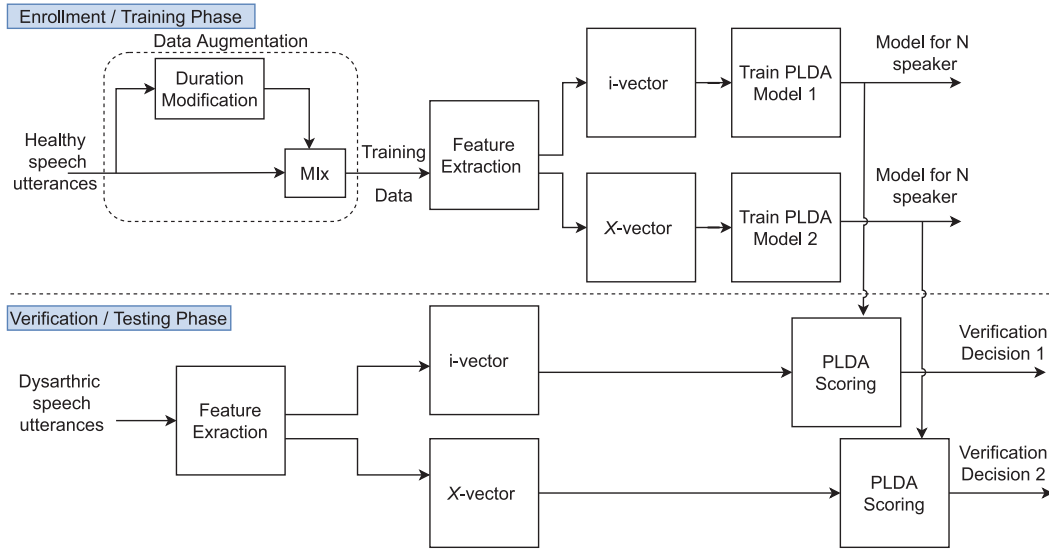 Enrollment / Training Phase
Data Augmentation
Duration
Modification
Healthy
speech
utterances
MIx
Training
Data
Feature
Extraction
i-vector
Train PLDA
Model 1
Model for N
speaker
X-vector
Train PLDA
Model 2
Model for N
speaker
Verification / Testing Phase
Dysarthric
speech
utterances
Feature
Exraction
i-vector
PLDA
Scoring
Verification
Decision 1
X-vector
PLDA
Scoring
Verification
Decision 2